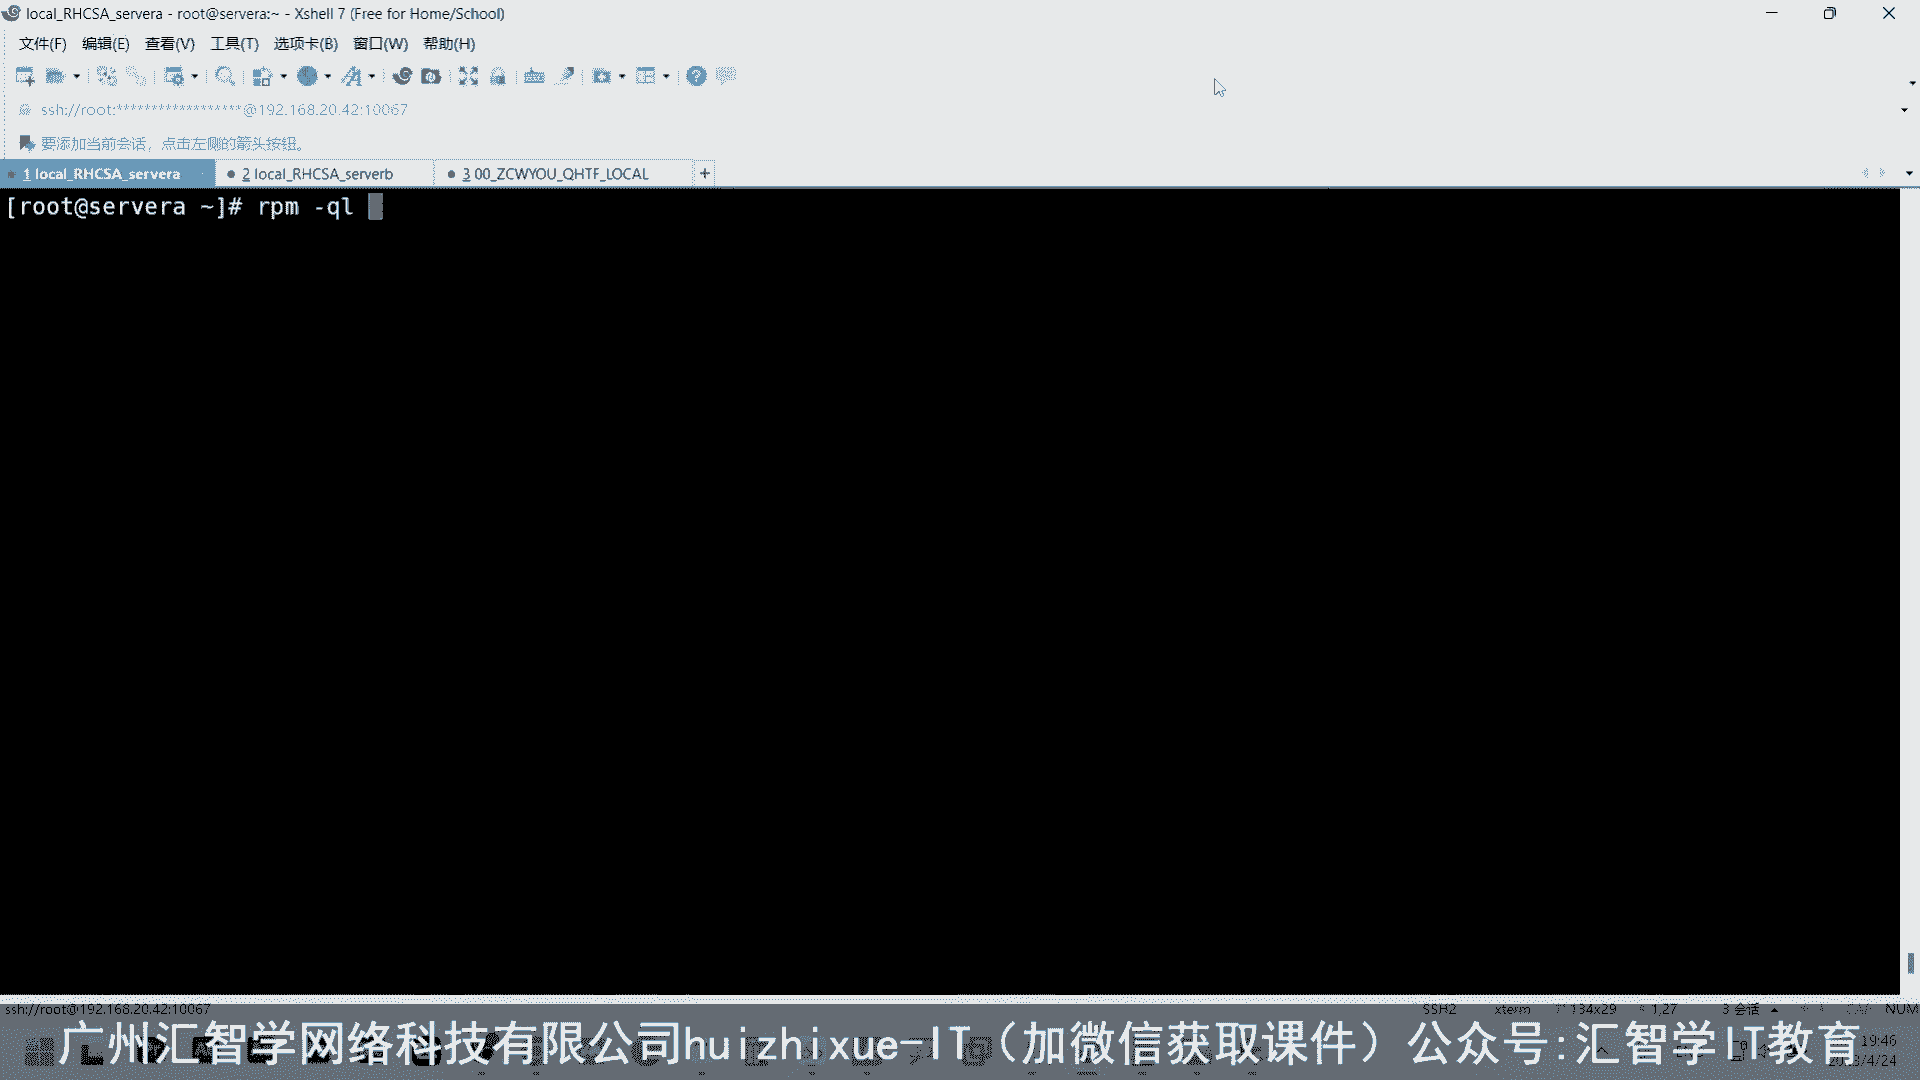 local_RHCSA_servera - root@servera:~ - Xshell 7 (Free for Home/School)
文件(F) 编辑(E) 查看(V) 工具(T) 选项卡(B) 窗口(W) 帮助(H)
ssh://root:******************@192.168.20.42:10067
要添加当前会话，点击左侧的箭头按钮。
1 local_RHCSA_servera 2 local_RHCSA_serverb 3 00_ZCWYOU_QHTF_LOCAL +
[root@servera ~]# rpm -ql
ssh://root@192.168.20.42:10067 SSH2 xterm 134x29 1,27 3 会话 NUM
广州汇智学网络科技有限公司huizhixue-IT（加微信获取课件）公众号:汇智学IT教育
19:46